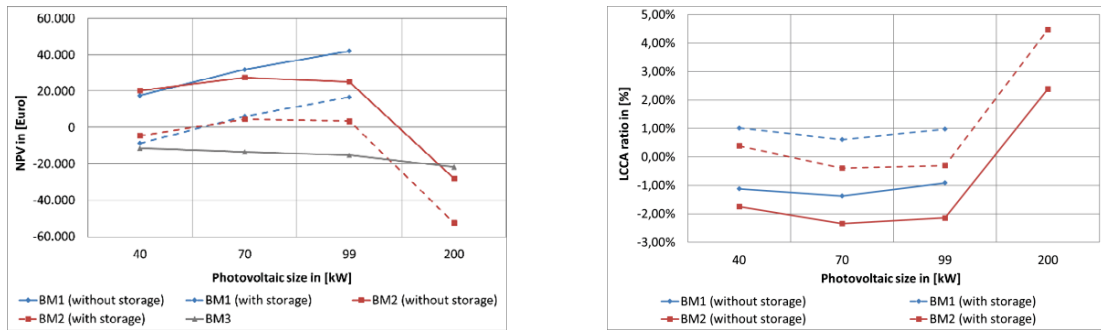 60.000
40.000
20.000
0
-20.000
-40.000
-60.000
NPV in [Euro]
40 70 99 200
Photovoltaic size in [kW]
BM1 (without storage) BM1 (with storage) BM2 (without storage)
BM2 (with storage) BM3
5,00%
4,00%
3,00%
2,00%
1,00%
0,00%
-1,00%
-2,00%
-3,00%
LCCA ratio in [%]
40 70 99 200
Photovoltaic size in [kW]
BM1 (without storage) BM1 (with storage)
BM2 (without storage) BM2 (with storage)